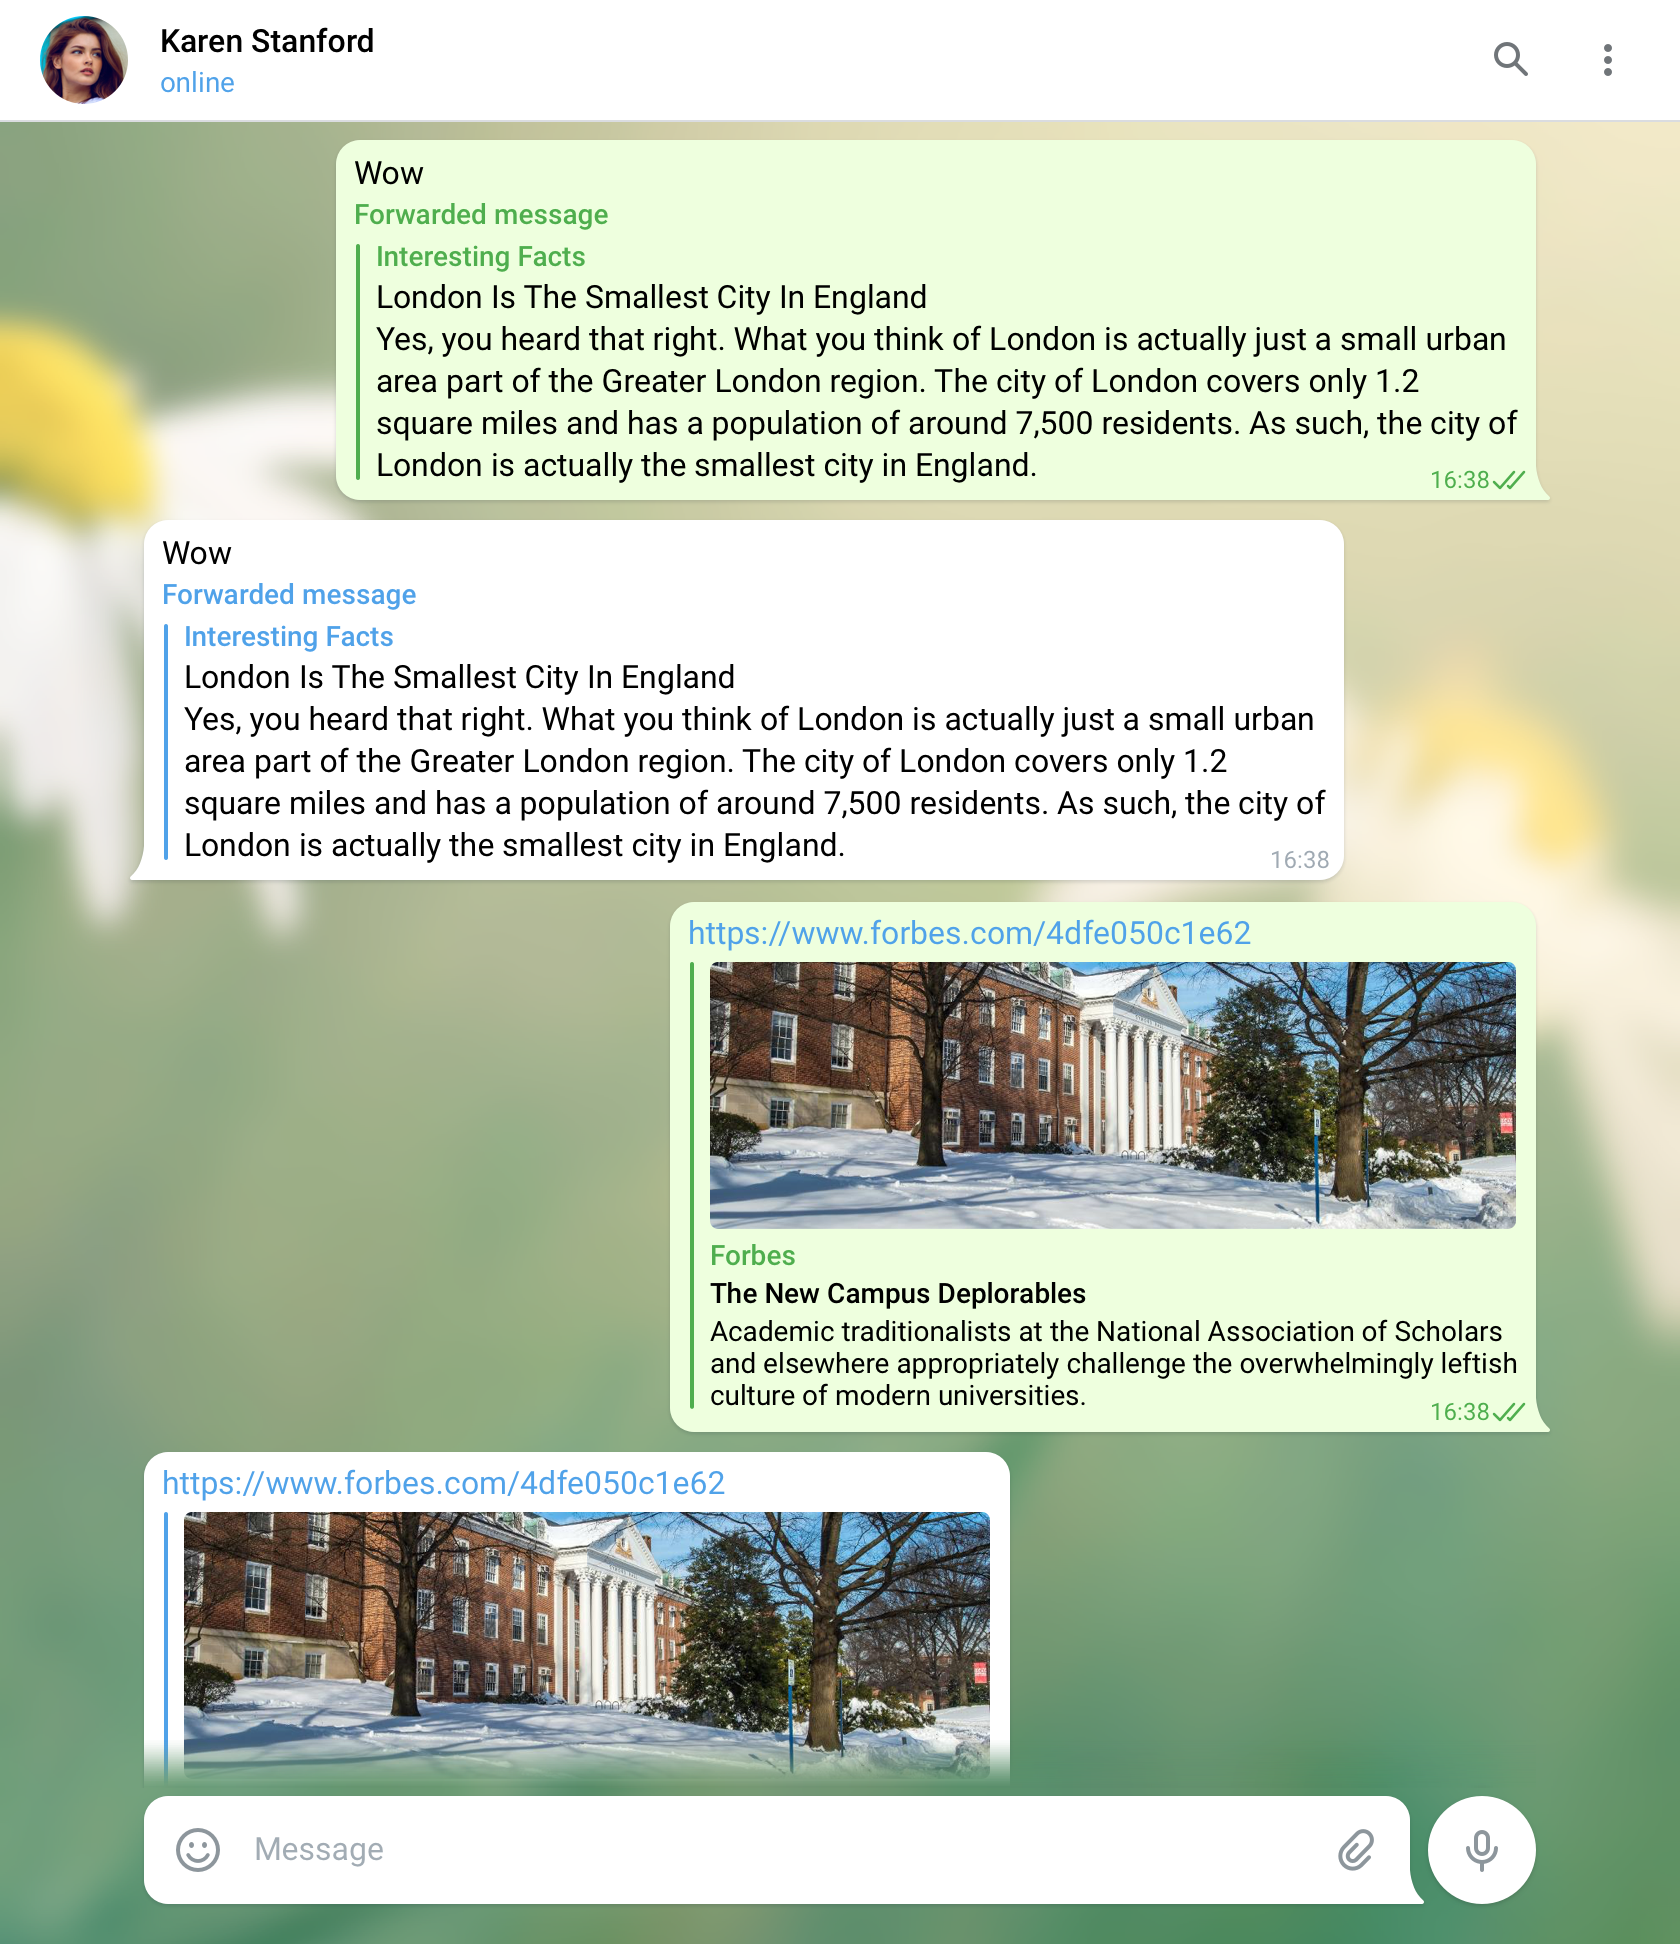 Karen Stanford
online
Wow
Forwarded message
Interesting Facts
London Is The Smallest City In England
Yes, you heard that right. What you think of London is actually just a small urban
area part of the Greater London region. The city of London covers only 1.2
square miles and has a population of around 7,500 residents. As such, the city of
London is actually the smallest city in England.
16:38
Wow
Forwarded message
Interesting Facts
London Is The Smallest City In England
Yes, you heard that right. What you think of London is actually just a small urban
area part of the Greater London region. The city of London covers only 1.2
square miles and has a population of around 7,500 residents. As such, the city of
London is actually the smallest city in England.
16:38
https://www.forbes.com/4dfe050c1e62
Forbes
The New Campus Deplorables
Academic traditionalists at the National Association of Scholars
and elsewhere appropriately challenge the overwhelmingly leftish
culture of modern universities.
16:38
https://www.forbes.com/4dfe050c1e62
Message